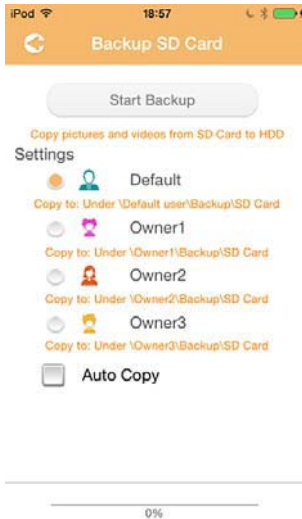 iPod 18:57
Backup SD Card
Start Backup
Copy pictures and videos from SD Card to HDD
Settings
Default
Copy to: Under \Default user\Backup\SD Card
Owner1
Copy to: Under \Owner1\Backup\SD Card
Owner2
Copy to: Under \Owner2\Backup\SD Card
Owner3
Copy to: Under \Owner3\Backup\SD Card
Auto Copy
0%